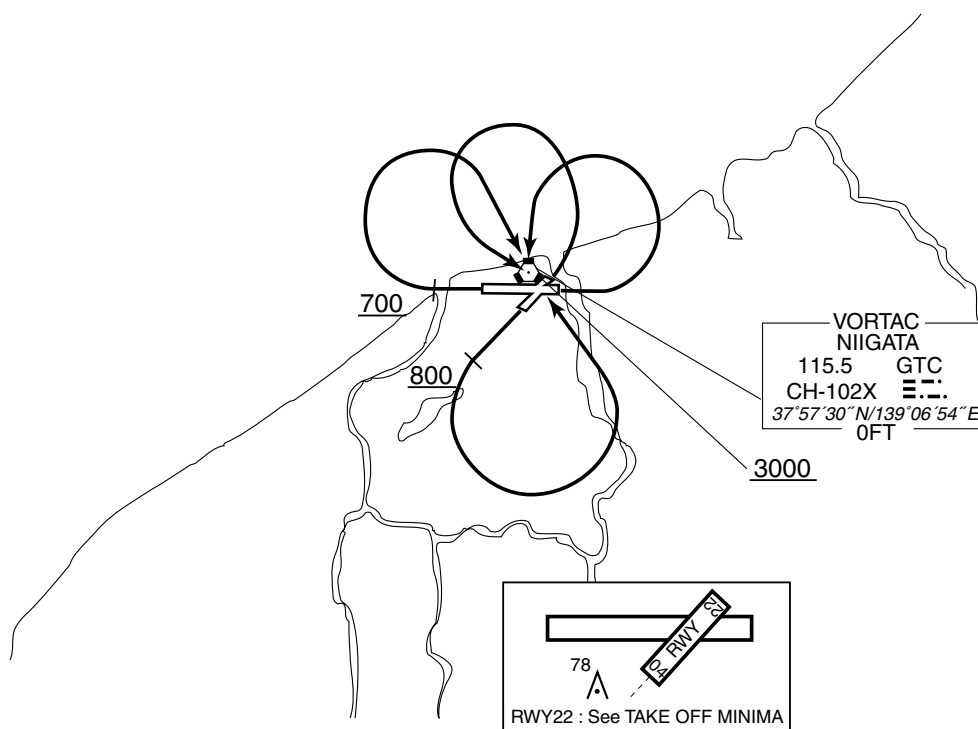 700
800
VORTAC
NIIGATA
115.5 GTC
CH-102X
37°57´30˝N/139°06´54˝E
0FT
3000
04 RWY 22
78
RWY22 : See TAKE OFF MINIMA